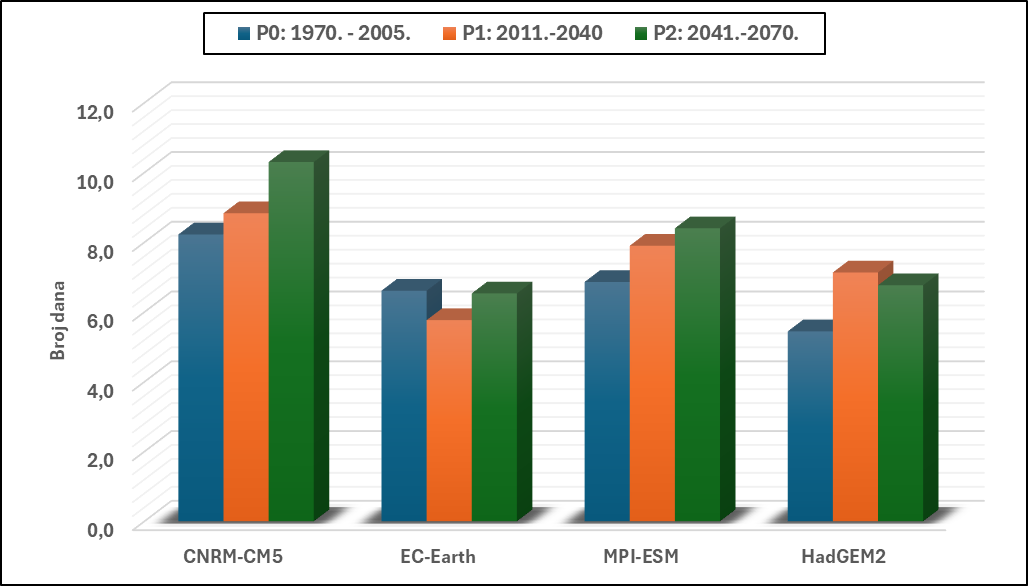 P0: 1970. - 2005. P1: 2011.-2040 P2: 2041.-2070.
12,0
10,0
8,0
6,0
4,0
2,0
0,0
Broj dana
CNRM-CM5 EC-Earth MPI-ESM HadGEM2